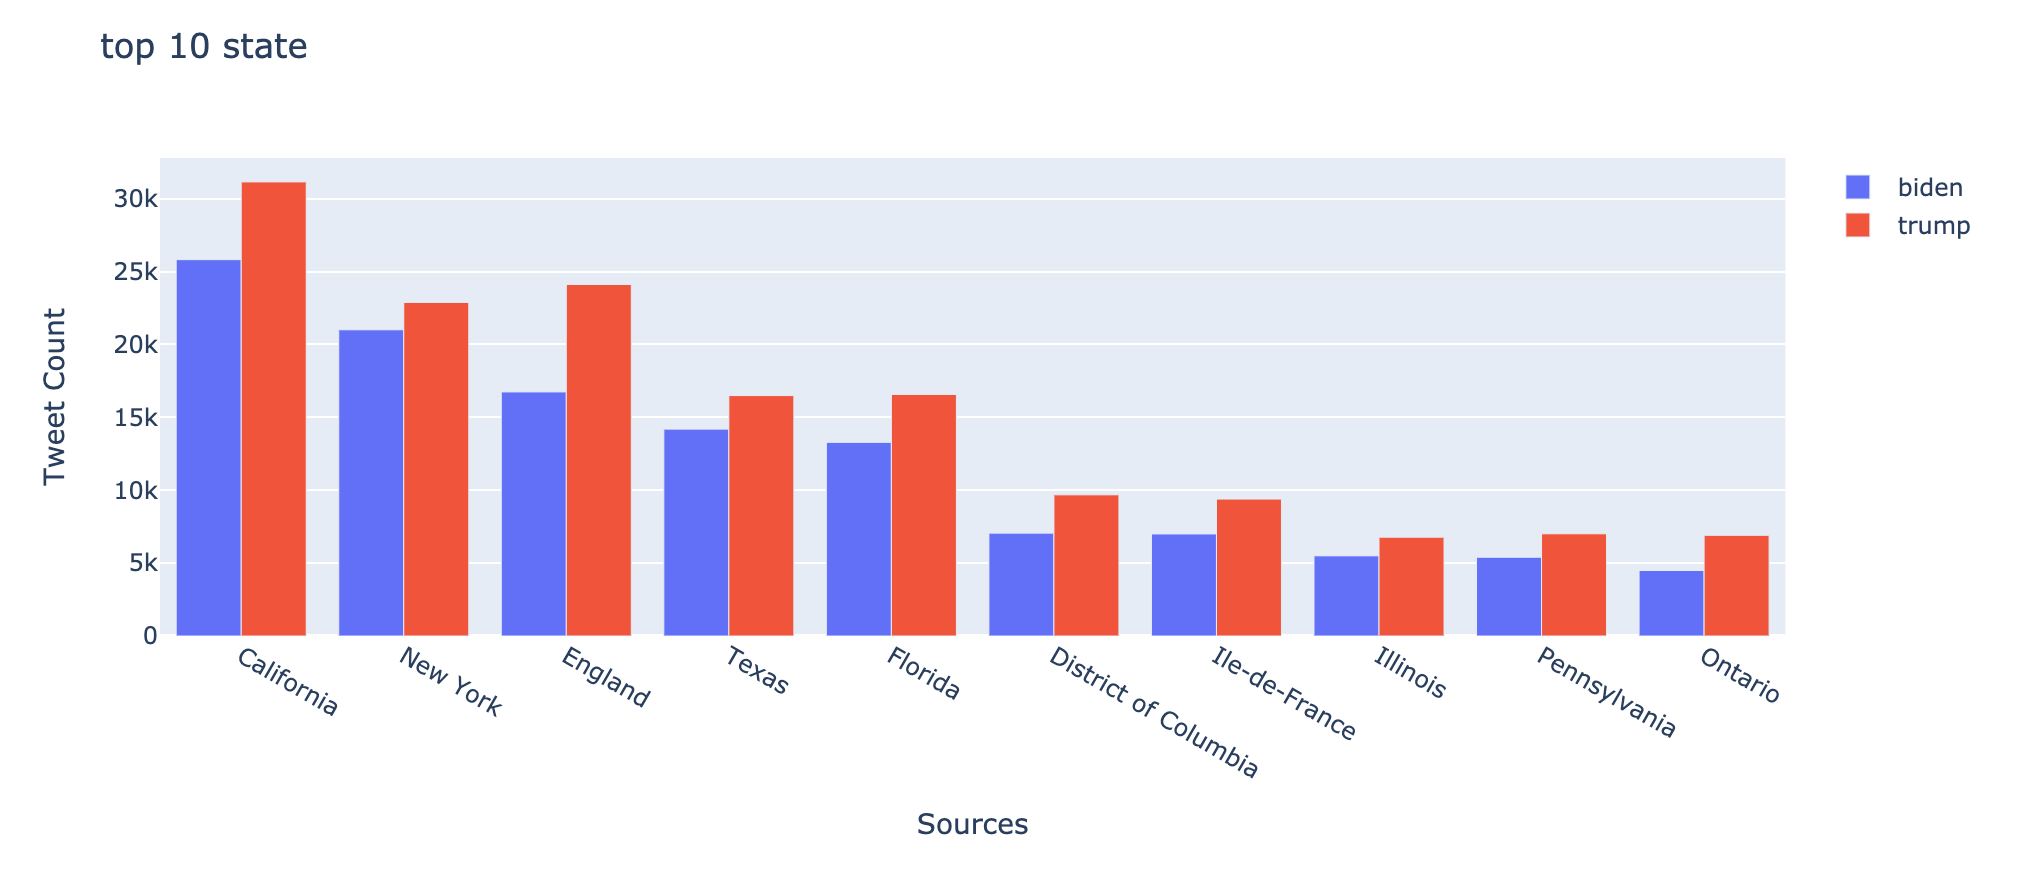 top 10 state
biden
trump
30k
25k
20k
15k
10k
5k
0
Tweet Count
California
New York
England
Texas
Florida
District of Columbia
Ile-de-France
Illinois
Pennsylvania
Ontario
Sources